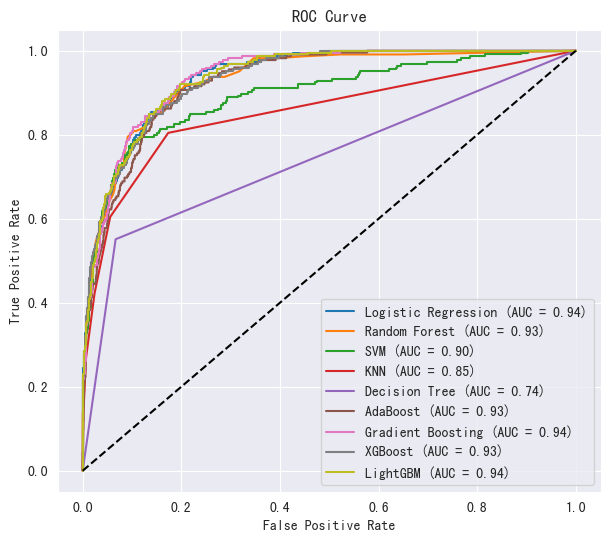 ROC Curve
1.0
0.8
0.6
0.4
0.2
0.0
True Positive Rate
Logistic Regression (AUC = 0.94)
Random Forest (AUC = 0.93)
SVM (AUC = 0.90)
KNN (AUC = 0.85)
Decision Tree (AUC = 0.74)
AdaBoost (AUC = 0.93)
Gradient Boosting (AUC = 0.94)
XGBoost (AUC = 0.93)
LightGBM (AUC = 0.94)
0.0 0.2 0.4 0.6 0.8 1.0
False Positive Rate